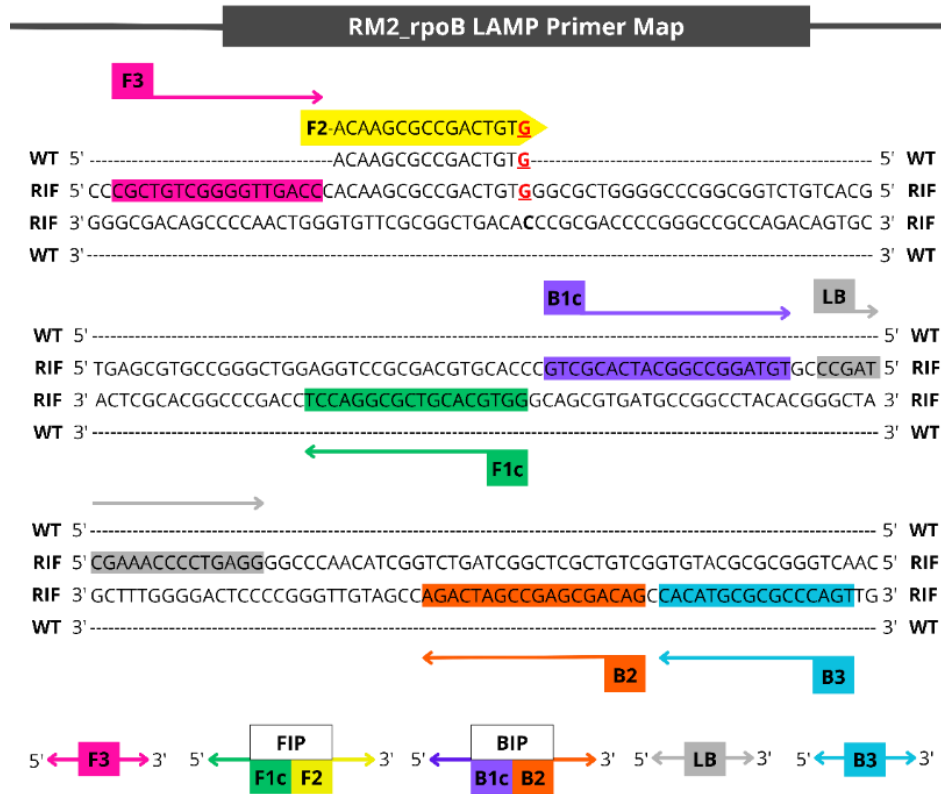 RM2_rpoB LAMP Primer Map
F3
F2-ACAAGCGCCGACTGTG
WT 5' ACAAGCGCCGACTGTG 5' WT
RIF CCCGCTGTCGGGGTTGACCCACAAGCGCCGACTGTGGGCGCTGGGGCCCGGCGGTCTGTCACG RIF
RIF 3' GGGCGACAGCCCCAACTGGGTGTTCGCGGCTGACACCCGCGACCCCGGGCCGCCAGACAGTGC RIF
WT 3' 3' WT
B1c LB
WT 5' 5' WT
RIF 5' TGAGCGTGCCGGGCTGGAGGTCCGCGACGTGCACCCGTCGCACTACGGCCGGATGTGCCCGAT 5' RIF
RIF 3' ACTCGCACGGCCCGACCTCCAGGCGCTGCACGTGGGCAGCGTGATGCCGGCCTACACGGGCTA 3' RIF
WT 3' 3' WT
F1c
WT 5' 5' WT
RIF 5' CGAAACCCCTGAGGGGCCCAACATCGGTCTGATCGGCTCGCTGTCGGTGTACGCGCGGGTCAAC 5' RIF
RIF 3' GCTTTGGGGACTCCCCGGGTTGTAGCCAGACTAGCCGAGCGACAGCCACATGCGCGCCCAGTTG 3' RIF
WT 3' 3' WT
B2 B3
FIP BIP
5' F3 3' 5' F1c F2 3' 5' B1c B2 3' 5' LB 3' 5' B3 3'